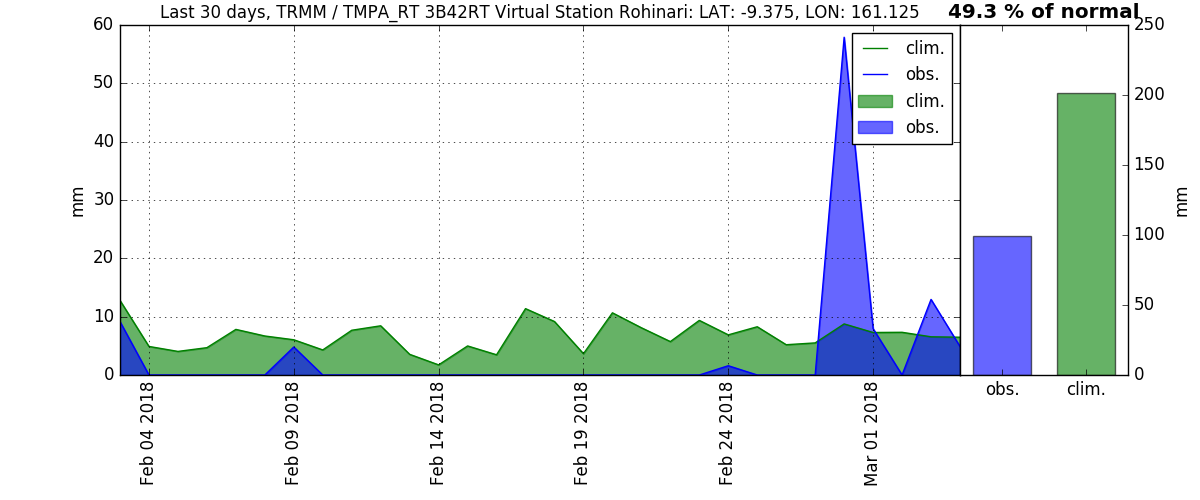 Last 30 days, TRMM / TMPA_RT 3B42RT Virtual Station Rohinari: LAT: -9.375, LON: 161.125
49.3 % of normal
60
50
40
30
20
10
0
mm
clim.
obs.
clim.
obs.
Feb 04 2018
Feb 09 2018
Feb 14 2018
Feb 19 2018
Feb 24 2018
Mar 01 2018
250
200
150
100
50
0
mm
obs.
clim.